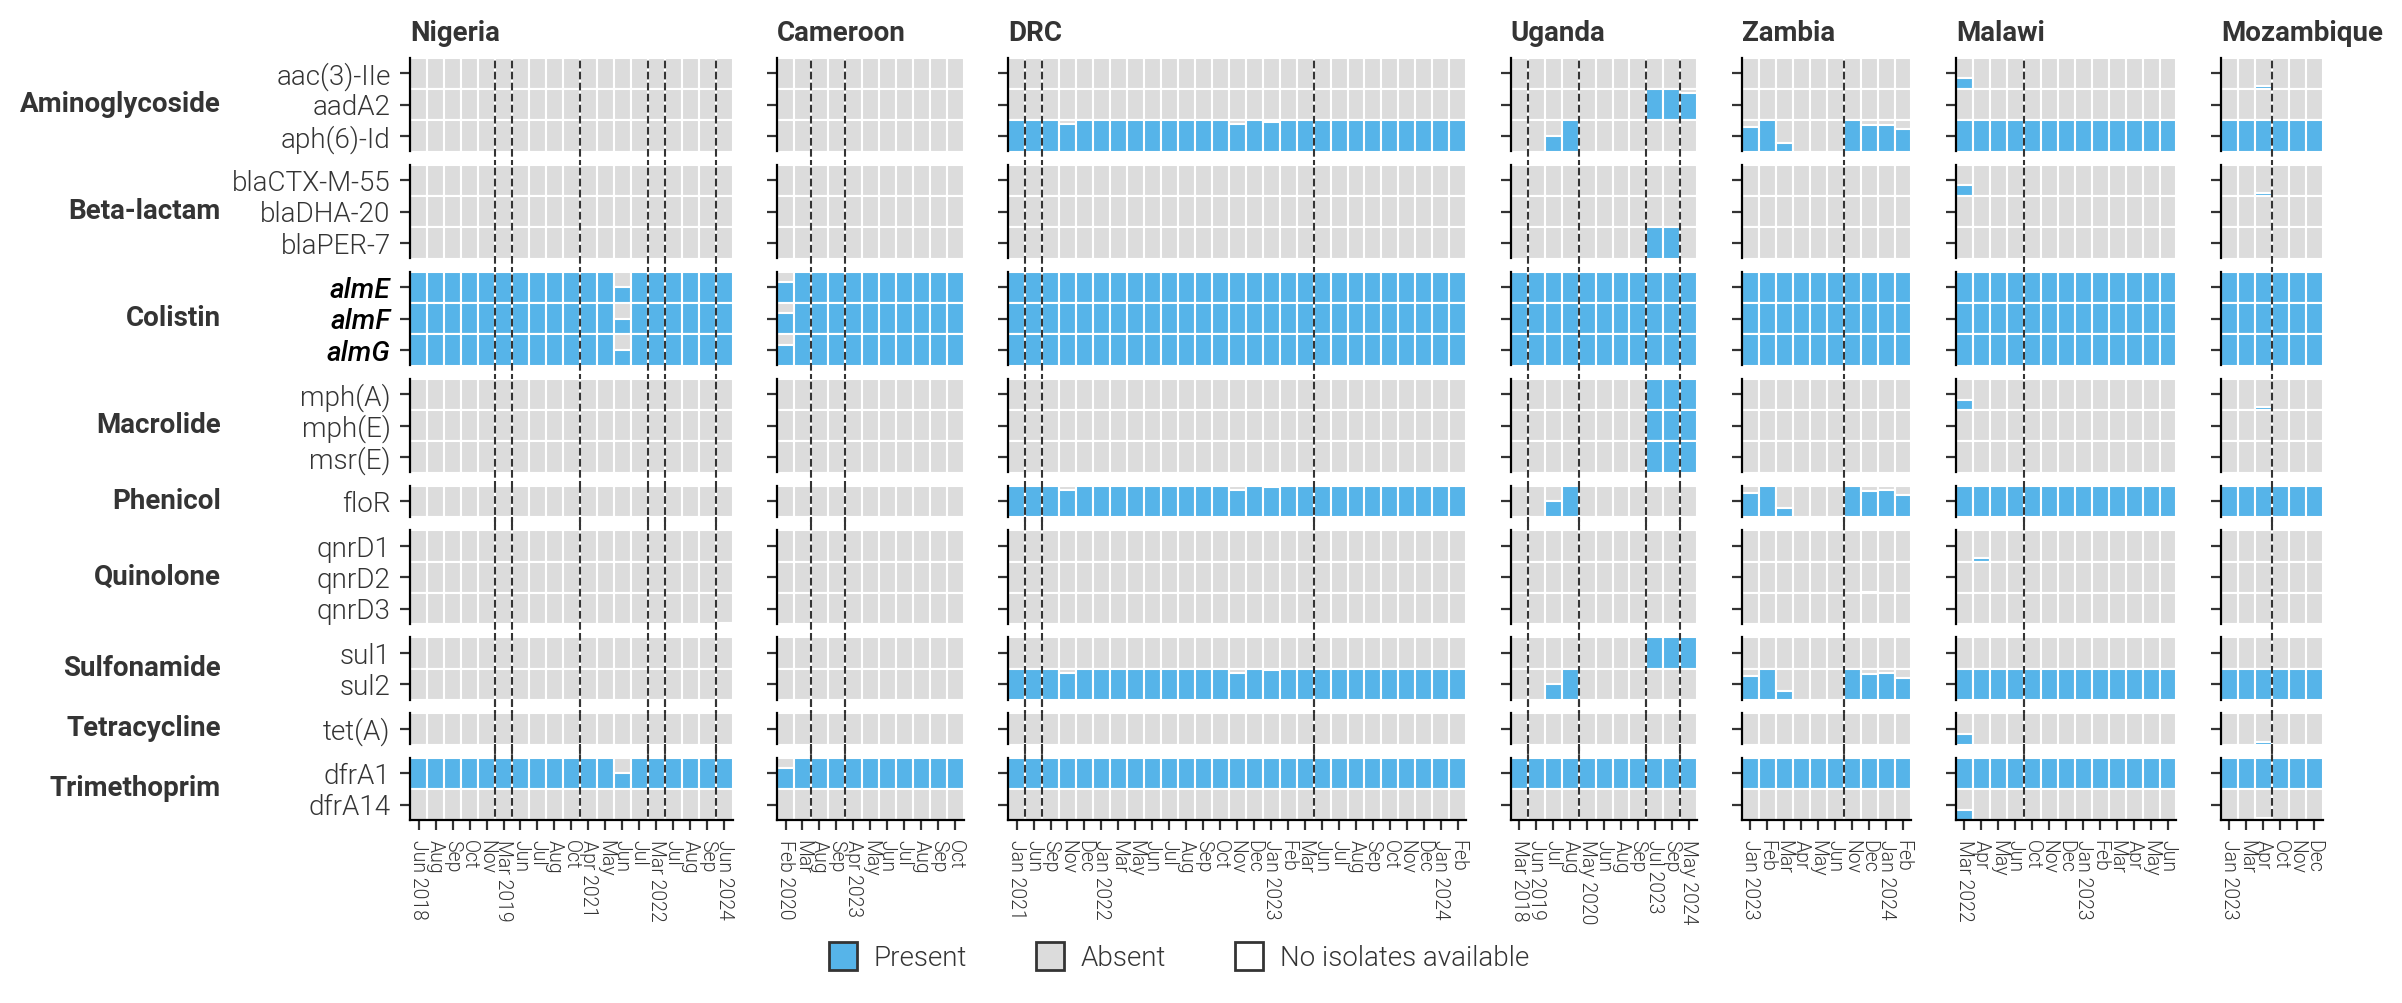 Nigeria Cameroon DRC Uganda Zambia Malawi Mozambique
Aminoglycoside
aac(3)-IIe
aadA2
aph(6)-Id
Beta-lactam
blaCTX-M-55
blaDHA-20
blaPER-7
Colistin
almE
almF
almG
Macrolide
mph(A)
mph(E)
msr(E)
Phenicol
floR
Quinolone
qnrD1
qnrD2
qnrD3
Sulfonamide
sul1
sul2
Tetracycline
tet(A)
Trimethoprim
dfrA1
dfrA14
Jun 2018
Aug
Sep
Oct
Nov
Mar 2019
Jun
Jul
Aug
Oct
Apr 2021
May
Jun
Jul
Mar 2022
Jul
Aug
Sep
Jun 2024
Feb 2020
Mar
Aug
Sep
Apr 2023
May
Jun
Jul
Aug
Sep
Oct
Jan 2021
Jun
Sep
Nov
Dec
Jan 2022
Mar
Mar
Jun
Jul
Aug
Sep
Oct
Nov
Dec
Jan 2023
Feb
Mar
Jun
Jul
Aug
Sep
Oct
Nov
Dec
Jan 2024
Feb
Mar 2018
Jun 2019
Jul
Aug
May 2020
Jun
Aug
Sep
Jul 2023
Sep
May 2024
Jan 2023
Feb
Mar
Apr
May
Jun
Nov
Dec
Jan 2024
Feb
Mar 2022
Apr
May
Jun
Oct
Nov
Dec
Jan 2023
Feb
Mar
Apr
May
Jun
Jan 2023
Mar
Apr
Oct
Nov
Dec
Present Absent No isolates available